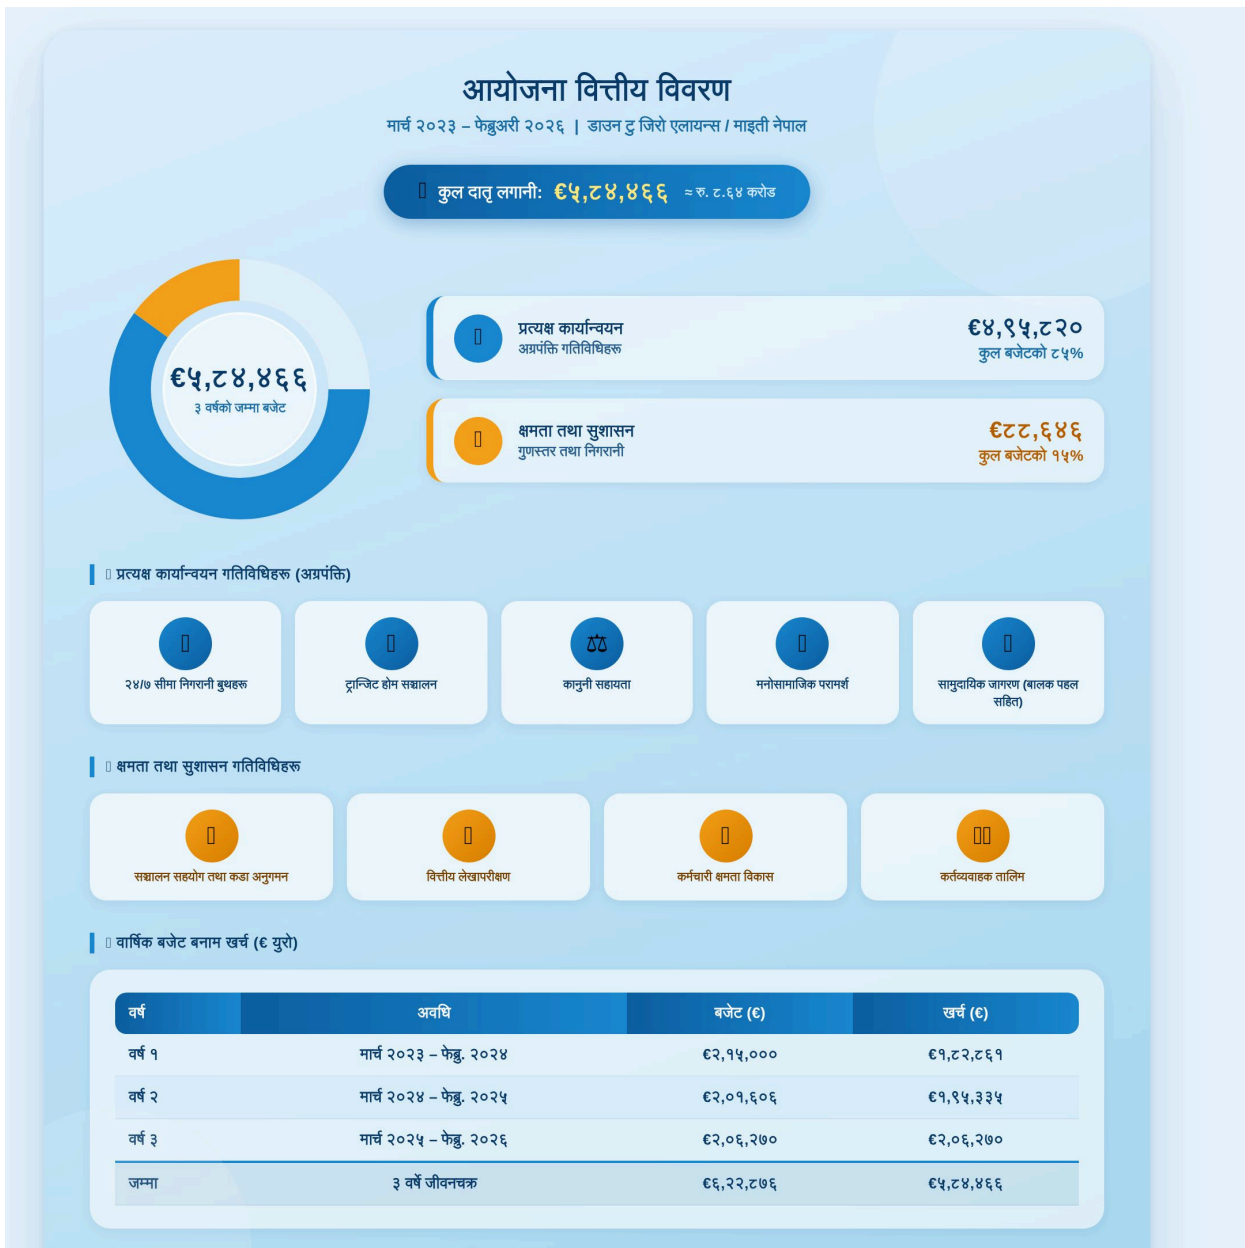 आयोजना वित्तीय विवरण
मार्च २०२३ – फेब्रुअरी २०२६ | डाउन टु जिरो एलायन्स / माइती नेपाल
कुल दातृ लगानी: €५,८४,४६६ ≈ रु. ८.६४ करोड
€५,८४,४६६
३ वर्षको जम्मा बजेट
प्रत्यक्ष कार्यान्वयन
अग्रपंक्ति गतिविधिहरू
€४,९५,८२०
कुल बजेटको ८५%
क्षमता तथा सुशासन
गुणस्तर तथा निगरानी
€८८,६४६
कुल बजेटको १५%
प्रत्यक्ष कार्यान्वयन गतिविधिहरू (अग्रपंक्ति)
२४/७ सीमा निगरानी बुथहरू
ट्रान्जिट होम सञ्चालन
कानुनी सहायता
मनोसामाजिक परामर्श
सामुदायिक जागरण (बालक पहल
सहित)
क्षमता तथा सुशासन गतिविधिहरू
सञ्चालन सहयोग तथा कडा अनुगमन
वित्तीय लेखापरीक्षण
कर्मचारी क्षमता विकास
कर्तव्यवाहक तालिम
वार्षिक बजेट बनाम खर्च (€ युरो)
वर्ष अवधि बजेट (€) खर्च (€)
वर्ष १ मार्च २०२३ – फेब्रु. २०२४ €२,१५,००० €१,८२,८६१
वर्ष २ मार्च २०२४ – फेब्रु. २०२५ €२,०१,६०६ €१,९५,३३५
वर्ष ३ मार्च २०२५ – फेब्रु. २०२६ €२,०६,२७० €२,०६,२७०
जम्मा ३ वर्षे जीवनचक्र €६,२२,८७६ €५,८४,४६६